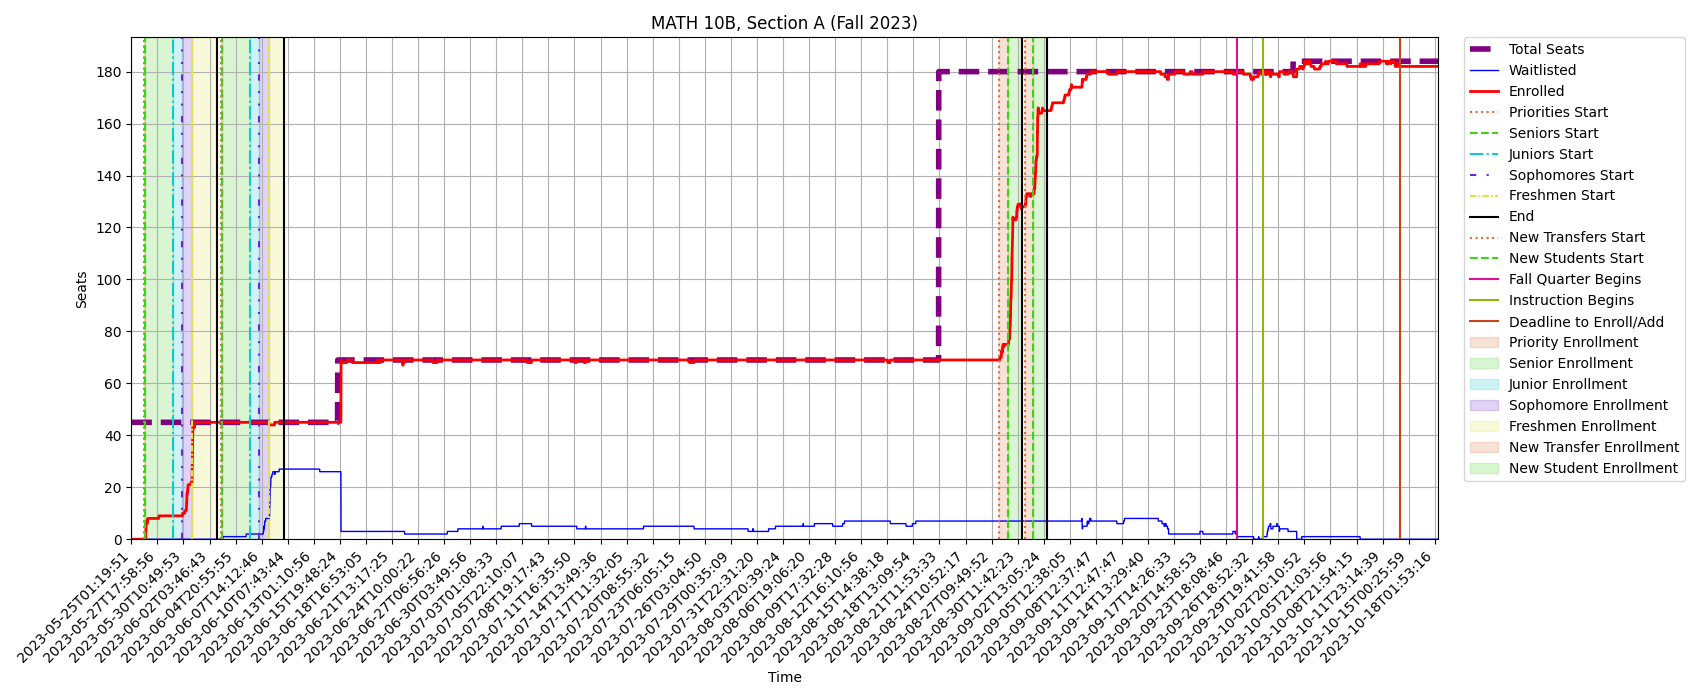 MATH 10B, Section A (Fall 2023)
Seats
180
160
140
120
100
80
60
40
20
0
2023-05-25T01:19:51
2023-05-27T17:58:56
2023-05-30T10:49:53
2023-06-02T03:46:43
2023-06-04T20:55:55
2023-06-07T14:12:46
2023-06-10T07:43:44
2023-06-13T01:10:56
2023-06-15T19:48:24
2023-06-18T16:53:05
2023-06-21T13:17:25
2023-06-24T10:00:22
2023-06-27T06:56:26
2023-06-30T03:49:56
2023-07-03T01:08:33
2023-07-05T22:10:07
2023-07-08T19:17:43
2023-07-11T16:35:50
2023-07-14T13:49:36
2023-07-17T11:32:05
2023-07-20T08:55:32
2023-07-23T06:05:15
2023-07-26T03:04:50
2023-07-29T00:35:09
2023-07-31T22:31:20
2023-08-03T20:39:24
2023-08-06T19:06:20
2023-08-09T17:32:28
2023-08-12T16:10:56
2023-08-15T14:38:18
2023-08-18T13:09:54
2023-08-21T11:53:33
2023-08-24T10:52:17
2023-08-27T09:49:52
2023-08-30T11:42:23
2023-09-02T13:05:24
2023-09-05T12:38:05
2023-09-08T12:37:47
2023-09-11T12:47:47
2023-09-14T13:29:40
2023-09-17T14:26:33
2023-09-20T14:58:53
2023-09-23T18:08:46
2023-09-26T18:52:32
2023-09-29T19:41:58
2023-10-02T20:10:52
2023-10-05T21:03:56
2023-10-08T21:54:15
2023-10-11T23:14:39
2023-10-15T00:25:59
2023-10-18T01:53:16
Time
Total Seats
Waitlisted
Enrolled
Priorities Start
Seniors Start
Juniors Start
Sophomores Start
Freshmen Start
End
New Transfers Start
New Students Start
Fall Quarter Begins
Instruction Begins
Deadline to Enroll/Add
Priority Enrollment
Senior Enrollment
Junior Enrollment
Sophomore Enrollment
Freshmen Enrollment
New Transfer Enrollment
New Student Enrollment